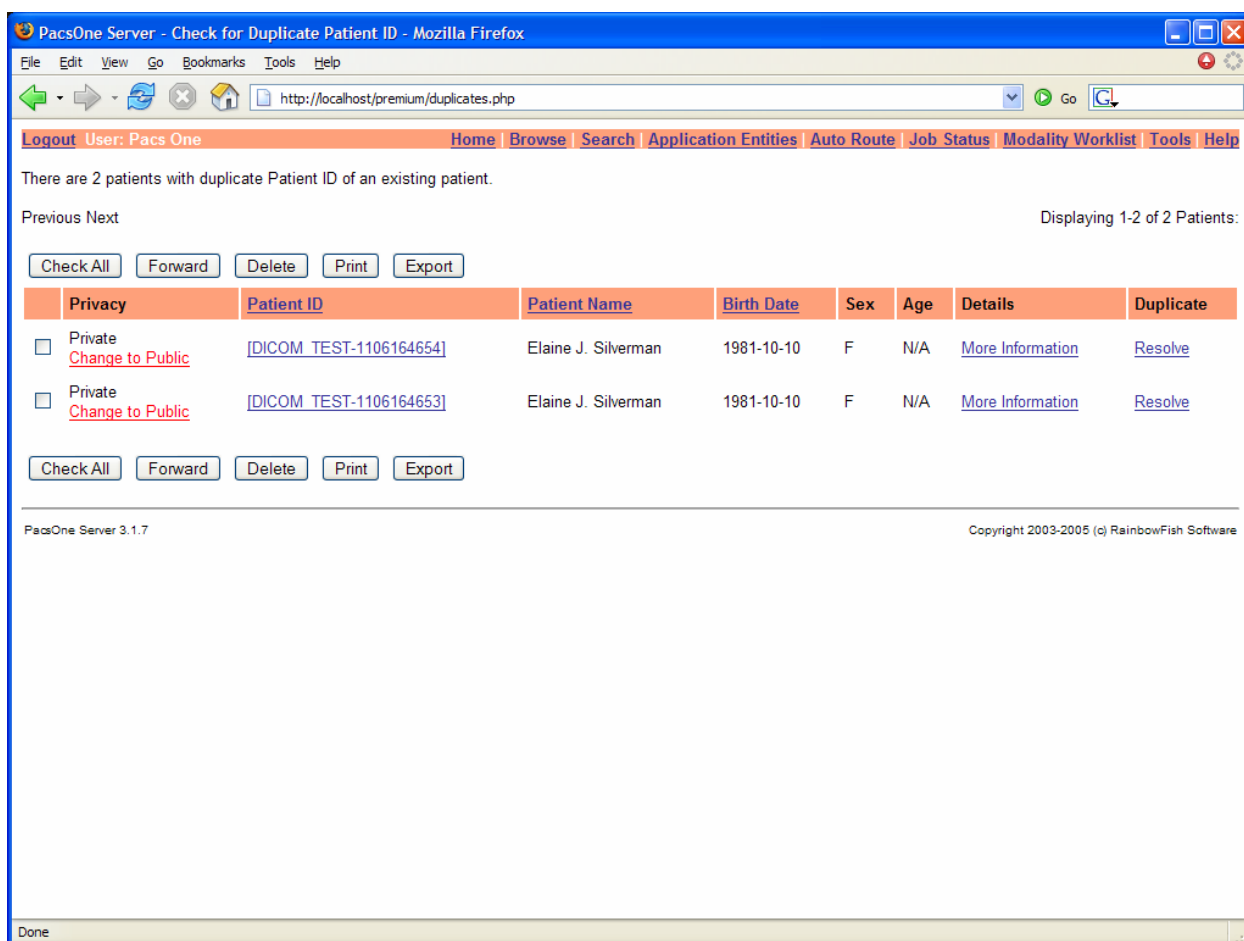 PacsOne Server - Check for Duplicate Patient ID - Mozilla Firefox
File Edit View Go Bookmarks Tools Help
http://localhost/premium/duplicates.php Go G
Logout User: Pacs One Home | Browse | Search | Application Entities | Auto Route | Job Status | Modality Worklist | Tools | Help
There are 2 patients with duplicate Patient ID of an existing patient.
Previous Next Displaying 1-2 of 2 Patients:
Check All Forward Delete Print Export
Privacy Patient ID Patient Name Birth Date Sex Age Details Duplicate
Private
Change to Public [DICOM_TEST-1106164654] Elaine J. Silverman 1981-10-10 F N/A More Information Resolve
Private
Change to Public [DICOM_TEST-1106164653] Elaine J. Silverman 1981-10-10 F N/A More Information Resolve
Check All Forward Delete Print Export
PacsOne Server 3.1.7 Copyright 2003-2005 (c) RainbowFish Software
Done